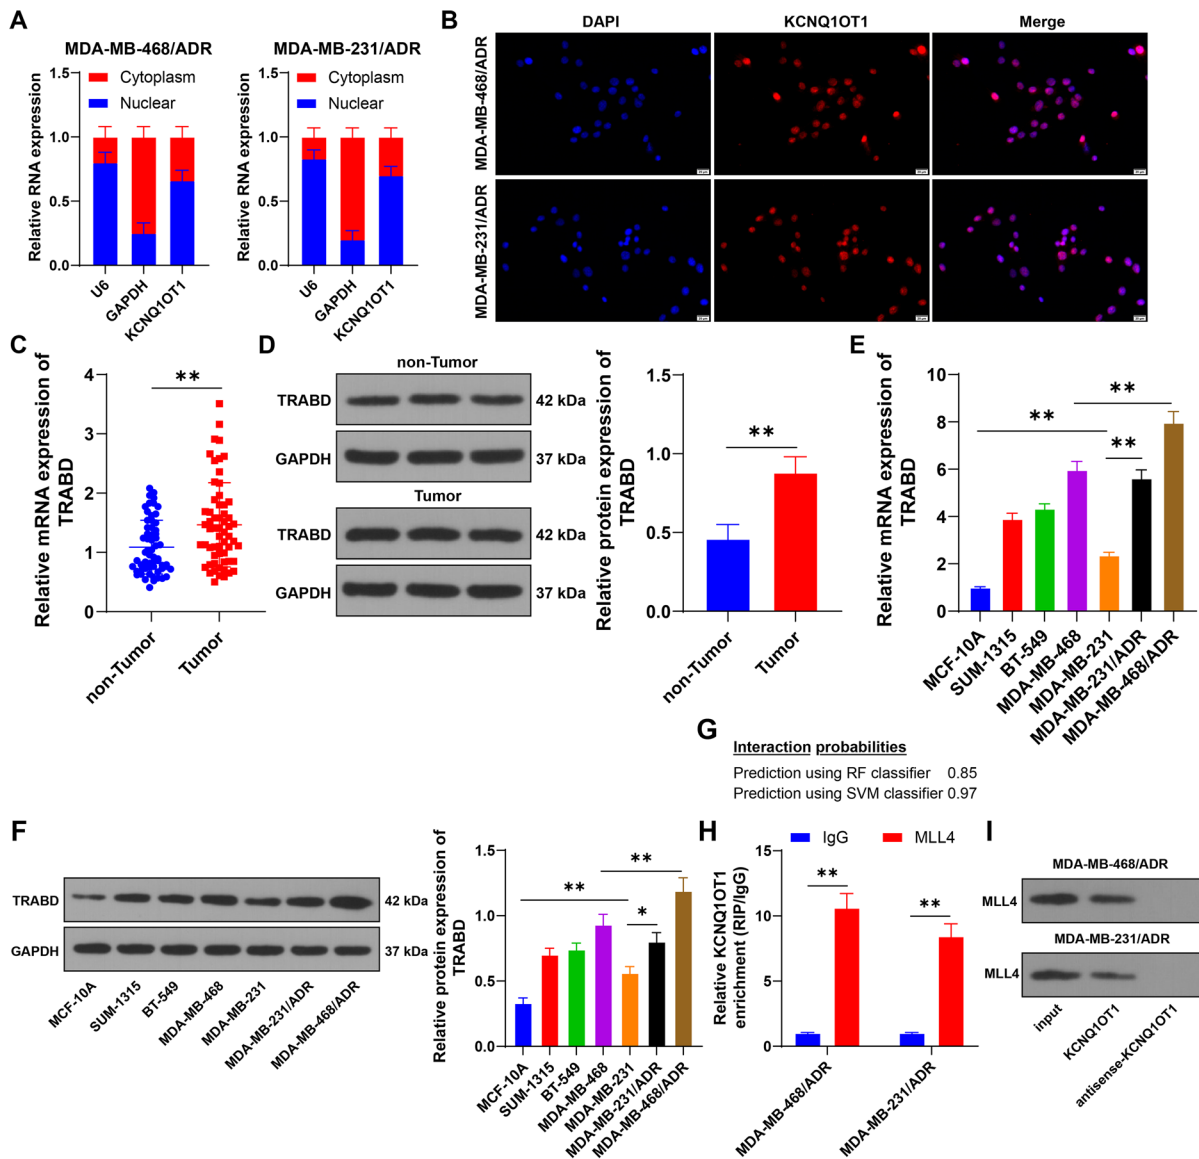 A
MDA-MB-468/ADR
Cytoplasm
Nuclear
Relative RNA expression
1.5
1.0
0.5
0.0
U6
GAPDH
KCNQ1OT1
MDA-MB-231/ADR
Cytoplasm
Nuclear
Relative RNA expression
1.5
1.0
0.5
0.0
U6
GAPDH
KCNQ1OT1
B
DAPI
KCNQ1OT1
Merge
MDA-MB-468/ADR
MDA-MB-231/ADR
C
Relative mRNA expression of
TRABD
4
3
2
1
0
**
non-Tumor
Tumor
D
non-Tumor
TRABD
42 kDa
GAPDH
37 kDa
Tumor
TRABD
42 kDa
GAPDH
37 kDa
Relative protein expression of
TRABD
1.5
1.0
0.5
0.0
**
non-Tumor
Tumor
E
Relative mRNA expression of
TRABD
10
8
6
4
2
0
**
**
**
MCF-10A
SUM-1315
BT-549
MDA-MB-468
MDA-MB-231
MDA-MB-231/ADR
MDA-MB-468/ADR
F
TRABD
42 kDa
GAPDH
37 kDa
MCF-10A
SUM-1315
BT-549
MDA-MB-468
MDA-MB-231
MDA-MB-231/ADR
MDA-MB-468/ADR
Relative protein expression of
TRABD
1.5
1.0
0.5
0.0
**
**
*
MCF-10A
SUM-1315
BT-549
MDA-MB-468
MDA-MB-231
MDA-MB-231/ADR
MDA-MB-468/ADR
G
Interaction probabilities
Prediction using RF classifier 0.85
Prediction using SVM classifier 0.97
H
IgG
MLL4
Relative KCNQ1OT1
enrichment (RIP/IgG)
15
10
5
0
**
**
MDA-MB-468/ADR
MDA-MB-231/ADR
I
MDA-MB-468/ADR
MLL4
MDA-MB-231/ADR
MLL4
input
KCNQ1OT1
antisense-KCNQ1OT1